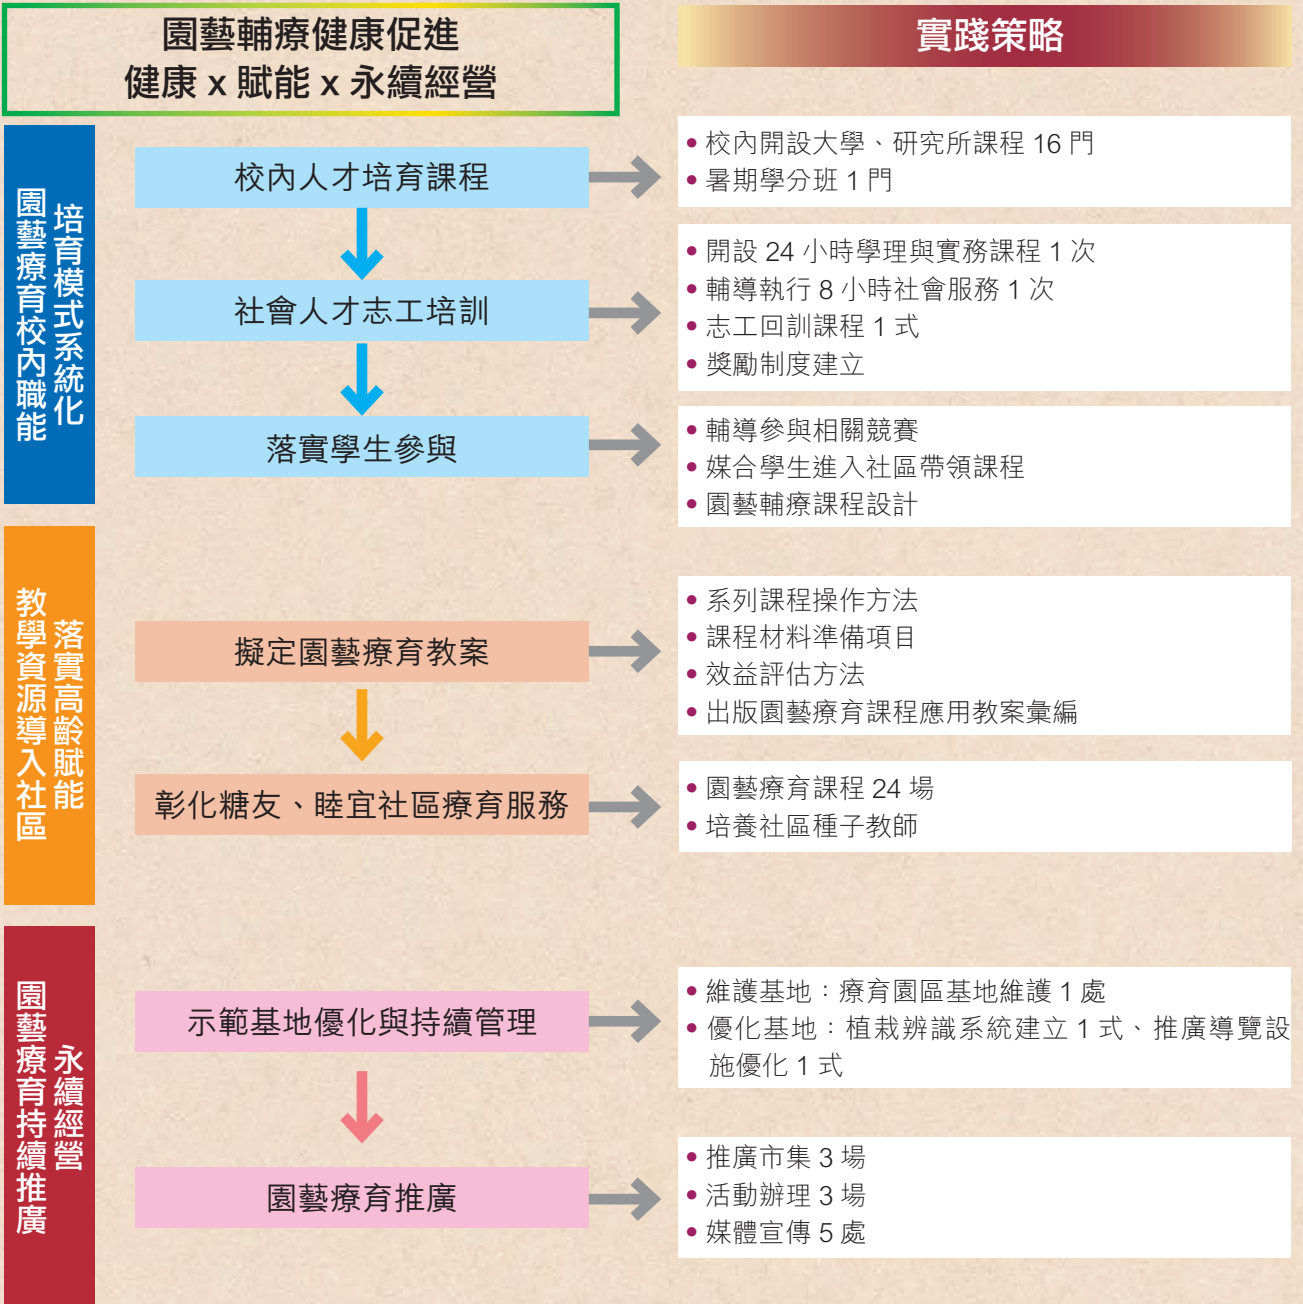 園藝輔療健康促進
健康 x 賦能 x 永續經營
實踐策略
園藝療育校內職能
培育模式系統化
校內人才培育課程
• 校內開設大學、研究所課程 16 門
• 暑期學分班 1 門
社會人才志工培訓
• 開設 24 小時學理與實務課程 1 次
• 輔導執行 8 小時社會服務 1 次
• 志工回訓課程 1 式
• 獎勵制度建立
落實學生參與
• 輔導參與相關競賽
• 媒合學生進入社區帶領課程
• 園藝輔療課程設計
教學資源導入社區
落實高齡賦能
擬定園藝療育教案
• 系列課程操作方法
• 課程材料準備項目
• 效益評估方法
• 出版園藝療育課程應用教案彙編
彰化糖友、睦宜社區療育服務
• 園藝療育課程 24 場
• 培養社區種子教師
園藝療育持續推廣
永續經營
示範基地優化與持續管理
• 維護基地：療育園區基地維護 1 處
• 優化基地：植栽辨識系統建立 1 式、推廣導覽設
施優化 1 式
園藝療育推廣
• 推廣市集 3 場
• 活動辦理 3 場
• 媒體宣傳 5 處